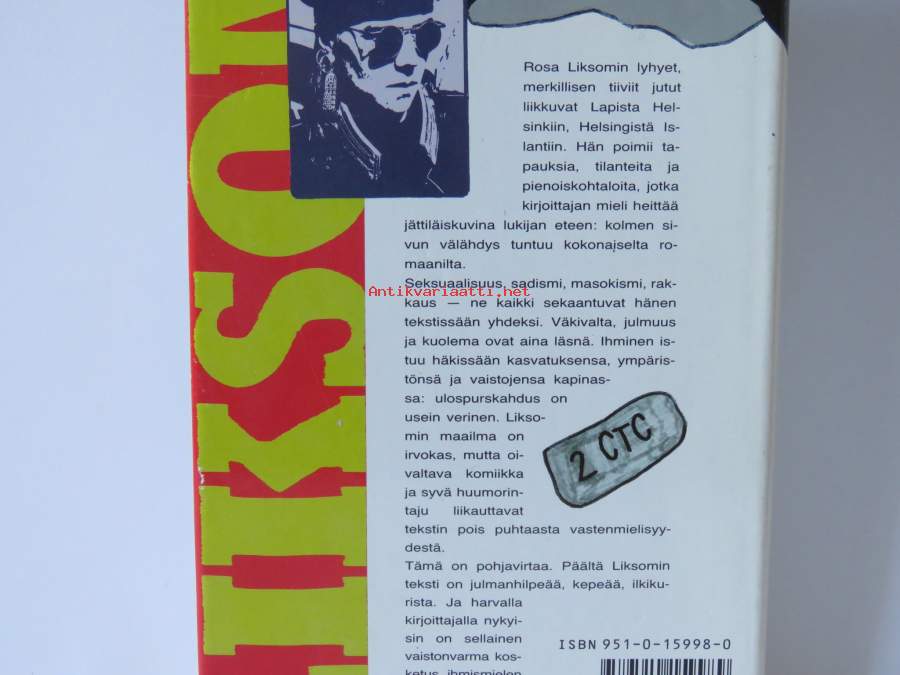 LIKSOM
Rosa Liksomin lyhyet,
merkillisen tiiviit jutut
liikkuvat Lapista Hel-
sinkiin, Helsingistä Is-
lantiin. Hän poimii ta-
pauksia, tilanteita ja
pienoiskohtaloita, jotka
kirjoittajan mieli heittää
jättiläiskuvina lukijan eteen: kolmen si-
vun välähdys tuntuu kokonaiselta ro-
maanilta.
Seksuaalisuus, sadismi, masokismi, rak-
Antikvariaatti.net
kaus — ne kaikki sekaantuvat hänen
tekstissään yhdeksi. Väkivalta, julmuus
ja kuolema ovat aina läsnä. Ihminen is-
tuu häkissään kasvatuksensa, ympäris-
tönsä ja vaistojensa kapinas-
sa: ulospurskahdus on
usein verinen. Likso-
min maailma on
irvokas, mutta oi-
valtava komiikka
ja syvä huumorin-
taju liikauttavat
2 CTC
tekstin pois puhtaasta vastenmielisyy-
destä.
Tämä on pohjavirtaa. Päältä Liksomin
teksti on julmanhilpeää, kepeää, ilkiku-
rista. Ja harvalla
kirjoittajalla nykyi-
sin on sellainen
vaistonvarma kos-
ketus ihmismielen
ISBN 951-0-15998-0